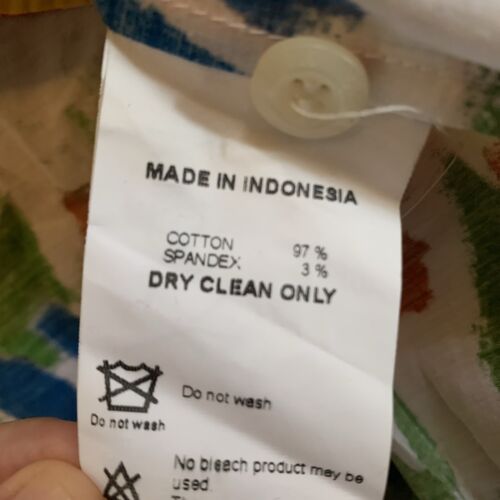 MADE IN INDONESIA
COTTON 97 %
SPANDEX 3 %
DRY CLEAN ONLY
Do not wash
Do not wash
No bleach product may be
used.